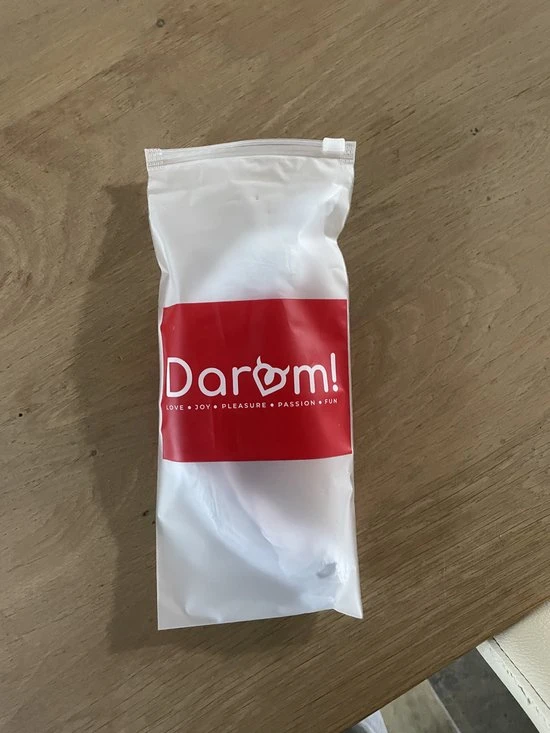 Darom!
LOVE • JOY • PLEASURE • PASSION • FUN